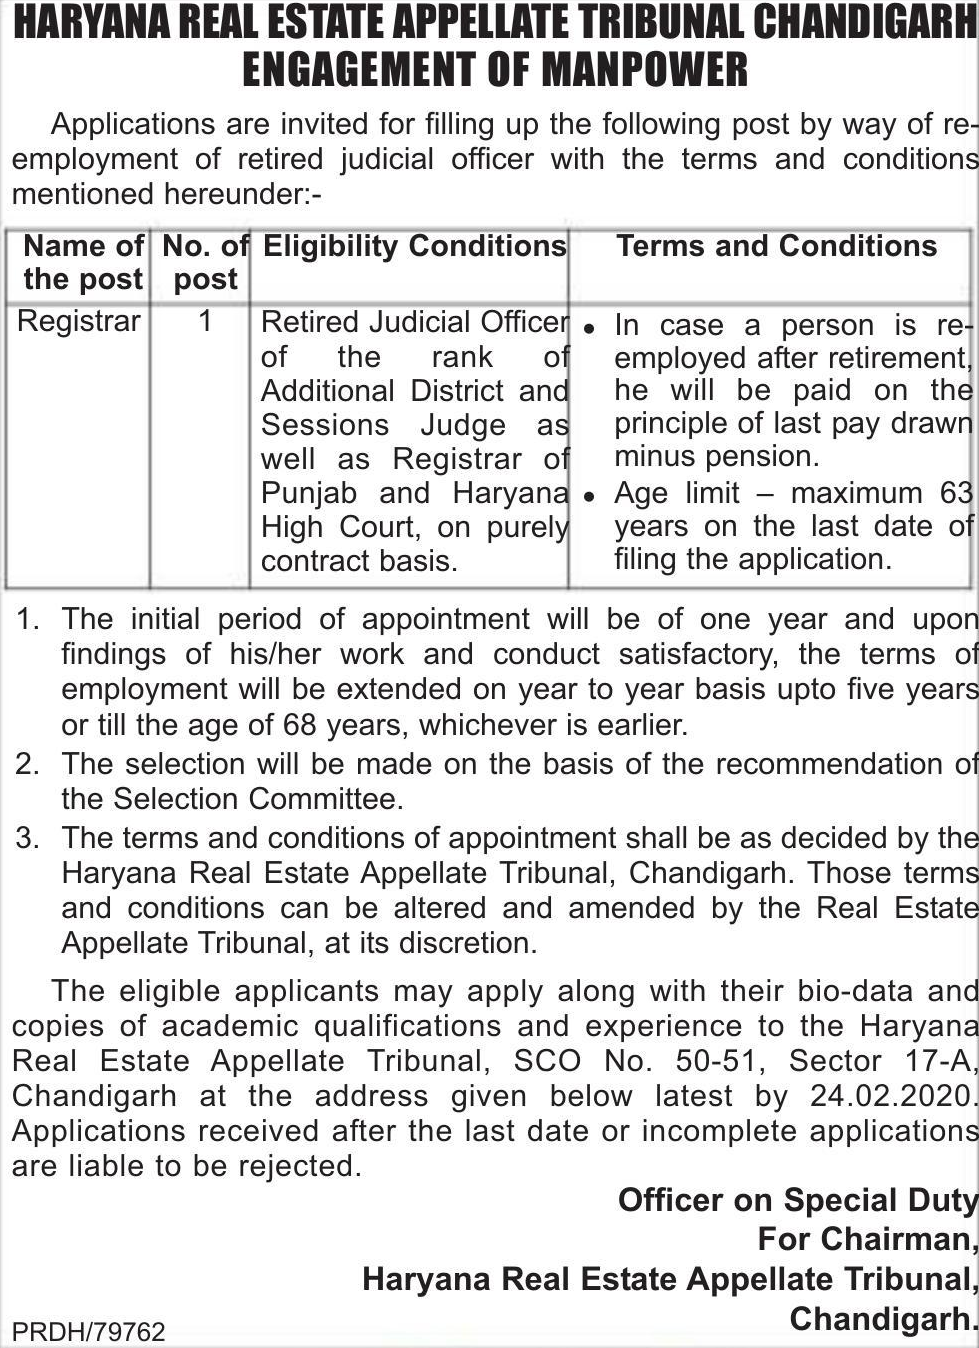 HARYANA REAL ESTATE APPELLATE TRIBUNAL CHANDIGARH
ENGAGEMENT OF MANPOWER
Applications are invited for filling up the following post by way of re-
employment of retired judicial officer with the terms and conditions
mentioned hereunder:-
Name of the post
No. of post
Eligibility Conditions
Terms and Conditions
Registrar
1
Retired Judicial Officer
of the rank of
Additional District and
Sessions Judge as
well as Registrar of
Punjab and Haryana
High Court, on purely
contract basis.
• In case a person is re-
employed after retirement,
he will be paid on the
principle of last pay drawn
minus pension.
• Age limit – maximum 63
years on the last date of
filing the application.
1. The initial period of appointment will be of one year and upon
findings of his/her work and conduct satisfactory, the terms of
employment will be extended on year to year basis upto five years
or till the age of 68 years, whichever is earlier.
2. The selection will be made on the basis of the recommendation of
the Selection Committee.
3. The terms and conditions of appointment shall be as decided by the
Haryana Real Estate Appellate Tribunal, Chandigarh. Those terms
and conditions can be altered and amended by the Real Estate
Appellate Tribunal, at its discretion.
The eligible applicants may apply along with their bio-data and
copies of academic qualifications and experience to the Haryana
Real Estate Appellate Tribunal, SCO No. 50-51, Sector 17-A,
Chandigarh at the address given below latest by 24.02.2020.
Applications received after the last date or incomplete applications
are liable to be rejected.
Officer on Special Duty
For Chairman,
Haryana Real Estate Appellate Tribunal,
Chandigarh.
PRDH/79762